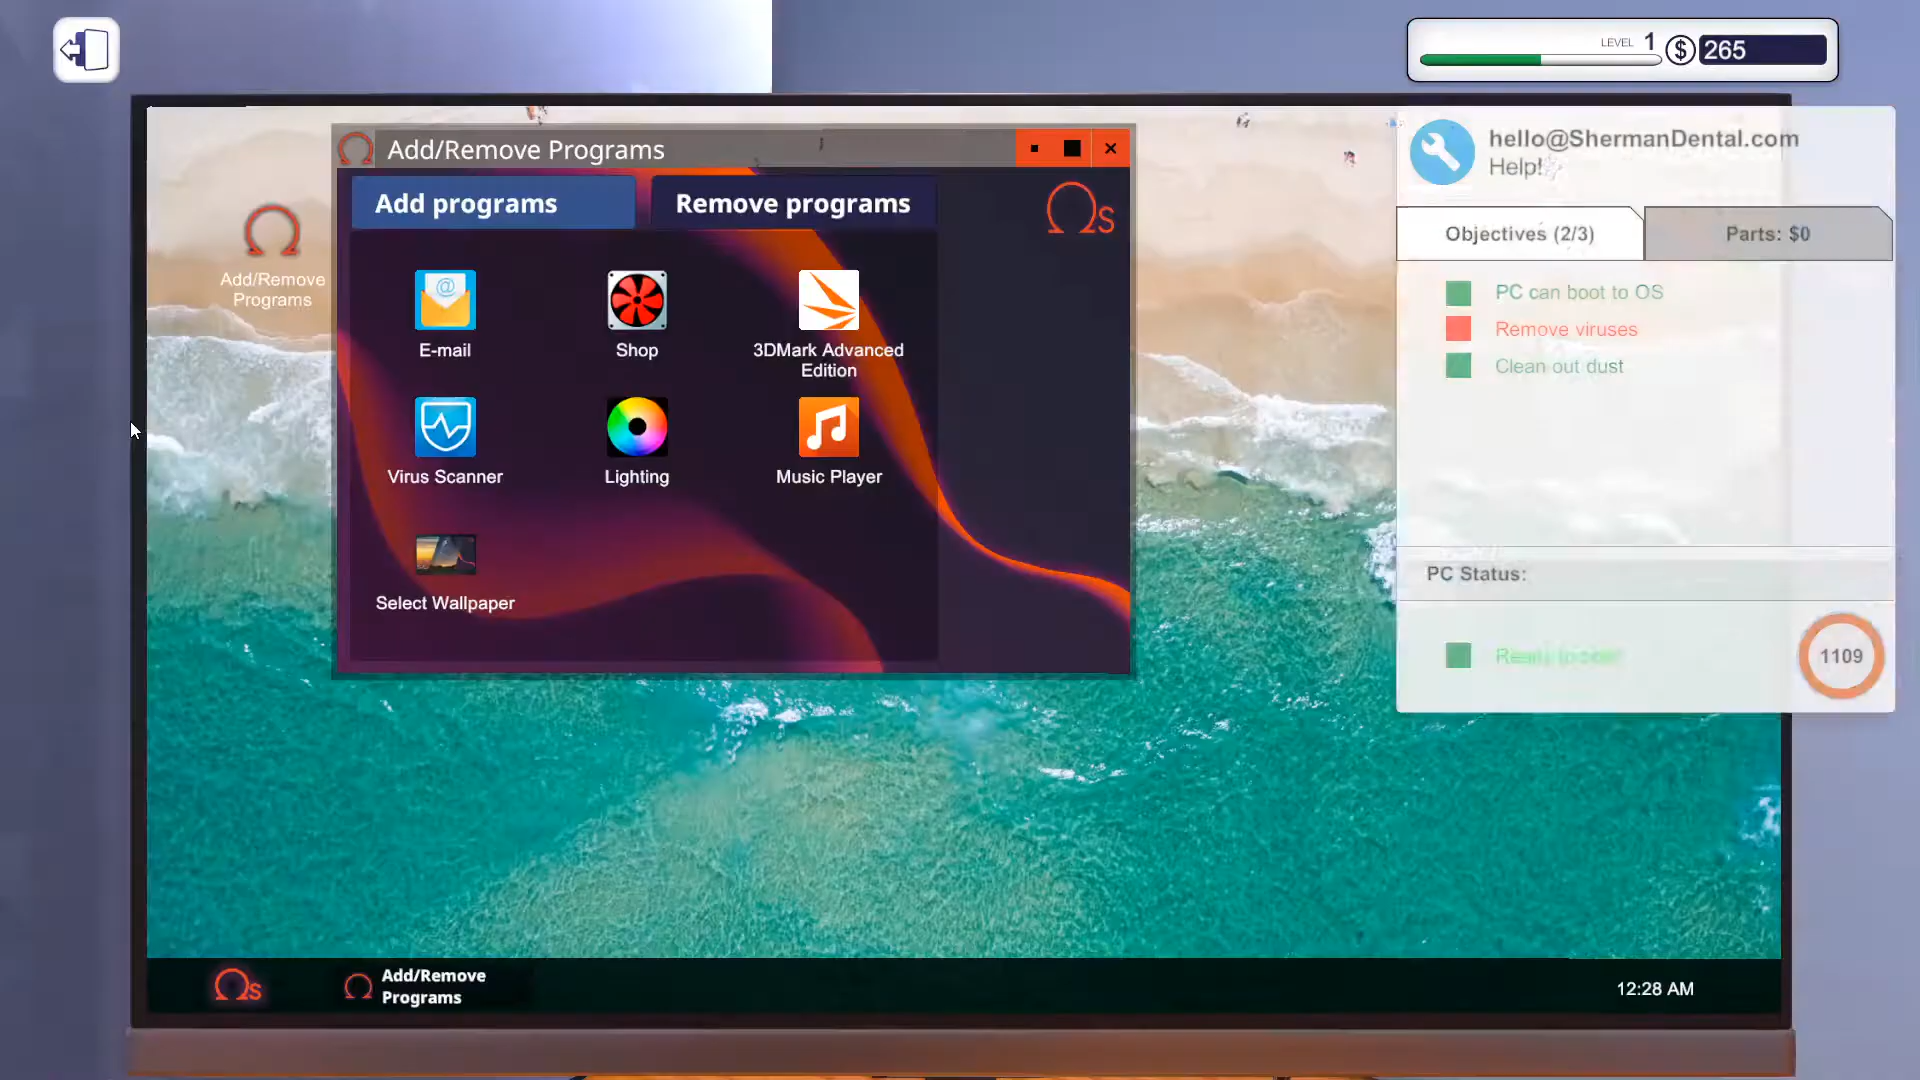 LEVEL 1
$ 265
Add/Remove Programs
Add programs
Remove programs
Ωs
Add/Remove
Programs
E-mail
Shop
3DMark Advanced
Edition
Virus Scanner
Lighting
Music Player
Select Wallpaper
hello@ShermanDental.com
Help!
Objectives (2/3)
Parts: $0
PC can boot to OS
Remove viruses
Clean out dust
PC Status:
1109
Ωs
Add/Remove
Programs
12:28 AM